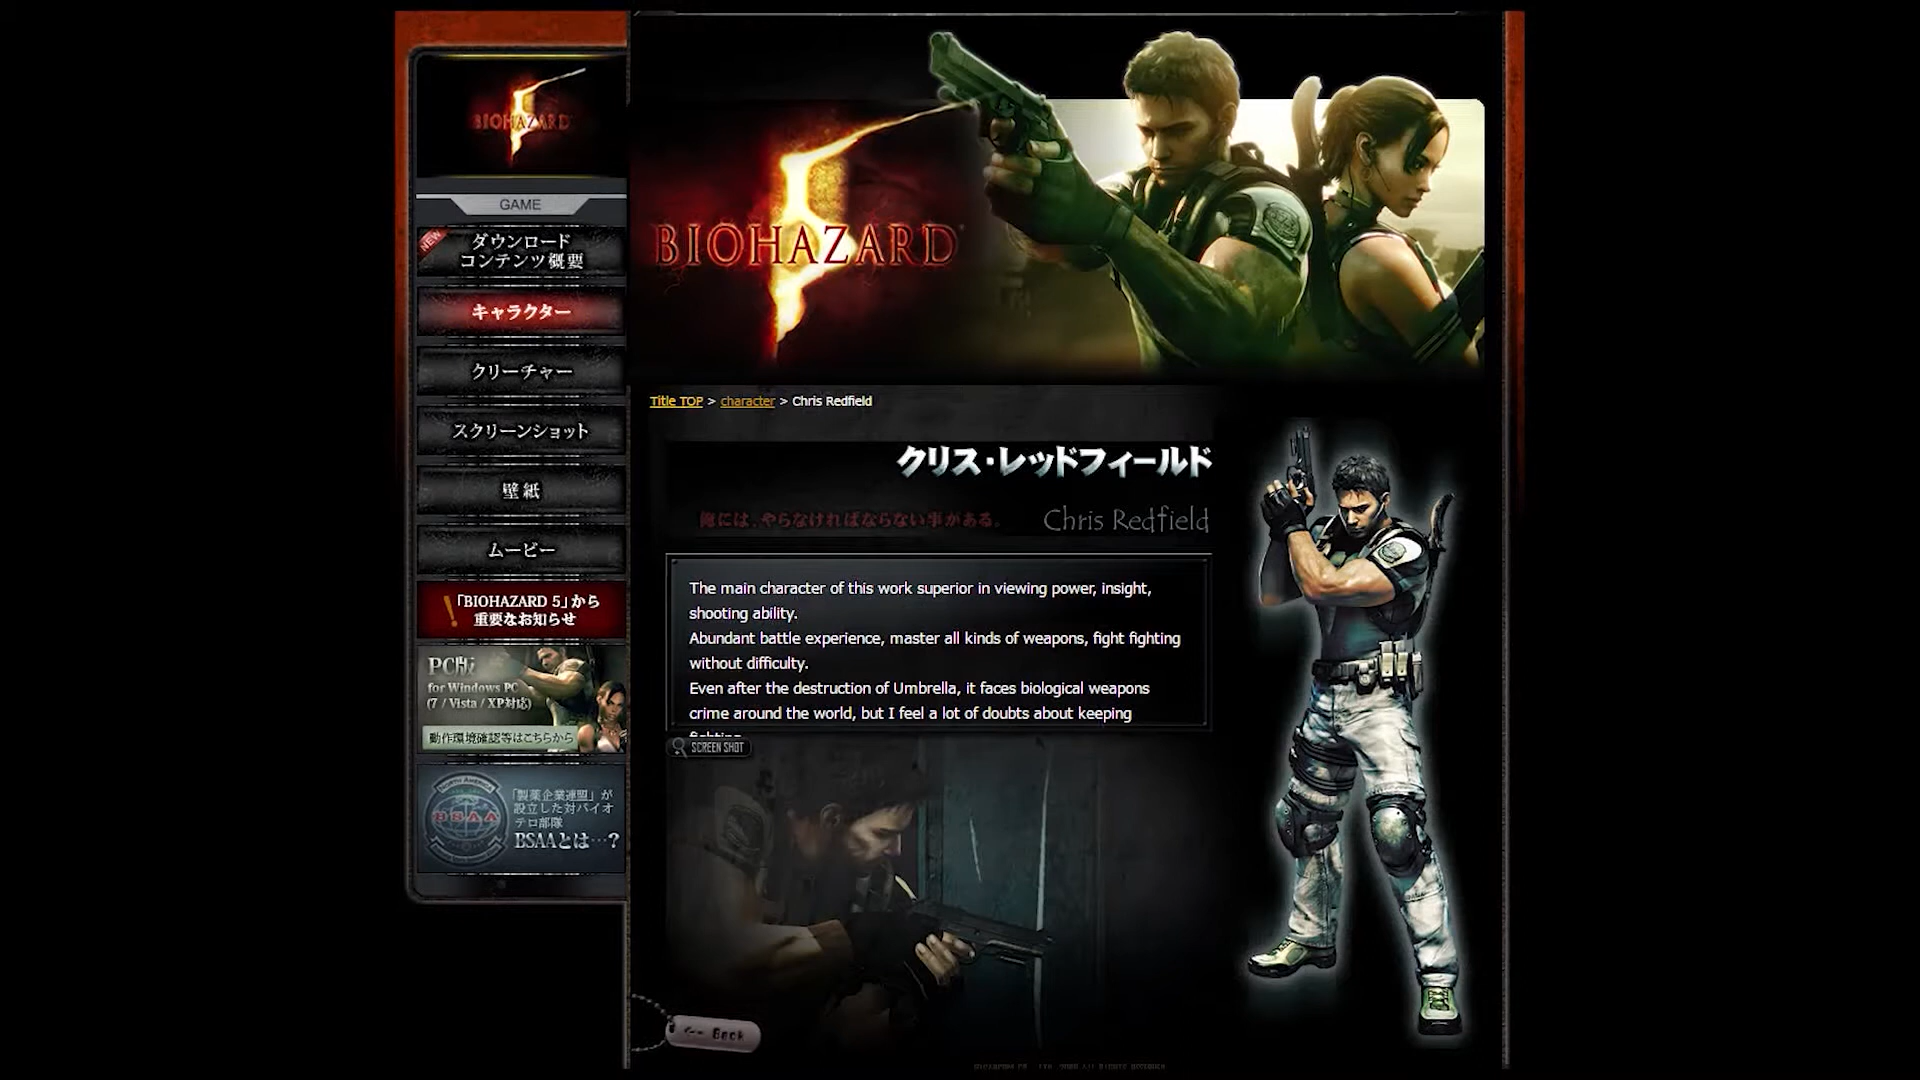 BIOHAZARD
GAME
NEW
ダウンロード
コンテンツ概要
キャラクター
クリーチャー
スクリーンショット
壁紙
ムービー
「BIOHAZARD 5」から
重要なお知らせ
PC版
for Windows PC
(7 / Vista / XP対応)
動作環境確認等はこちらから
NORTH AMERICA
BSAA
「製薬企業連盟」が
設立した対バイオ
テロ部隊
BSAAとは…?
BIOHAZARD
Title TOP > character > Chris Redfield
クリス・レッドフィールド
俺には、やらなければならない事がある。
Chris Redfield
The main character of this work superior in viewing power, insight,
shooting ability.
Abundant battle experience, master all kinds of weapons, fight fighting
without difficulty.
Even after the destruction of Umbrella, it faces biological weapons
crime around the world, but I feel a lot of doubts about keeping
fighting.
SCREEN SHOT
<-- Back